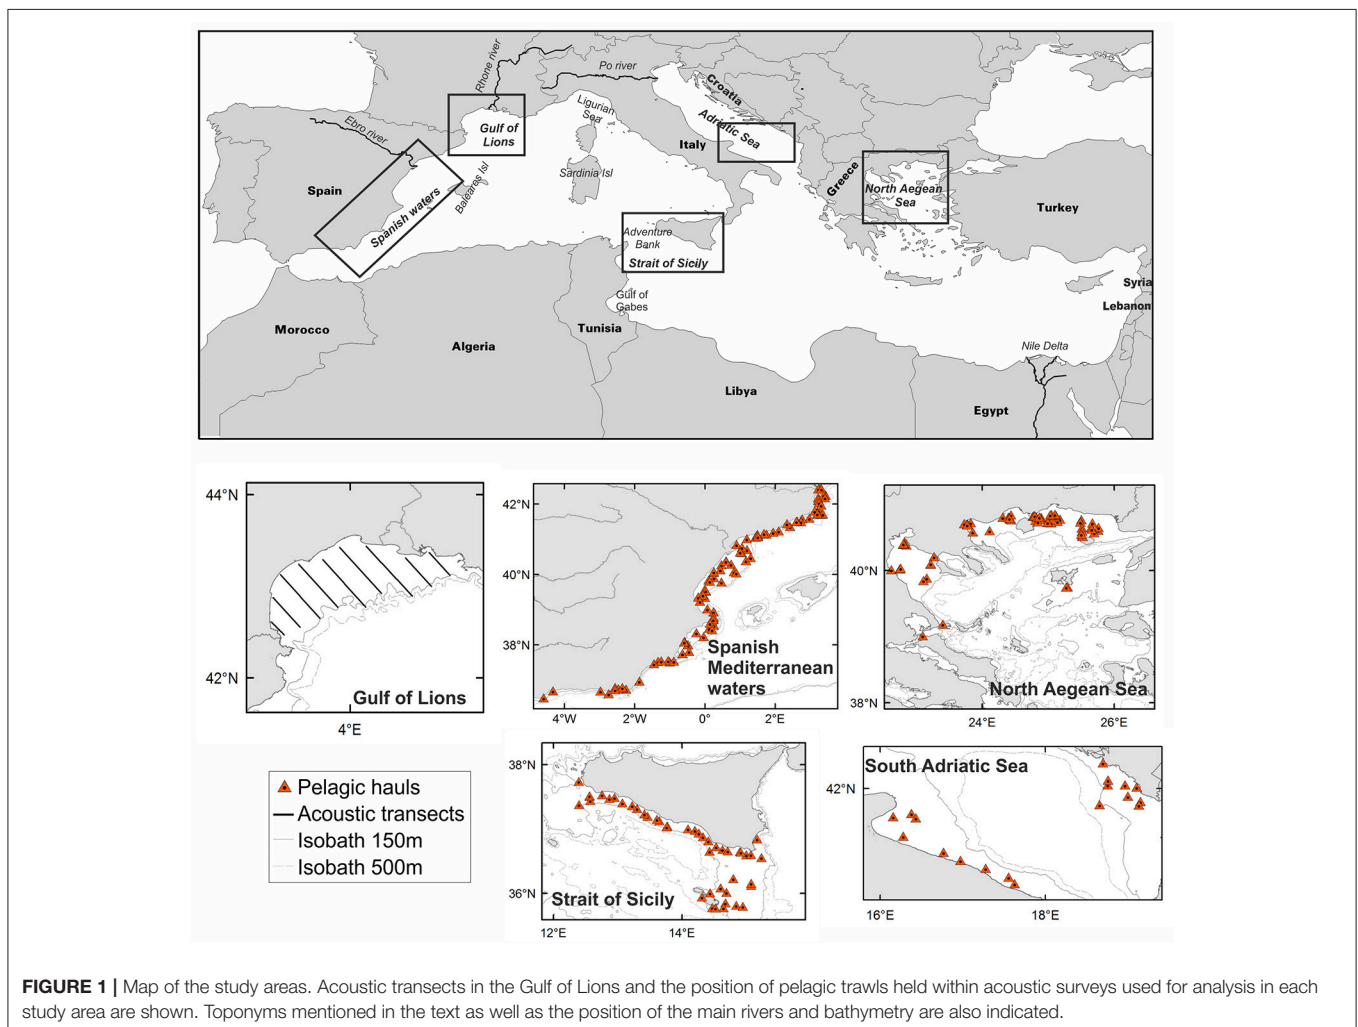 Rhone river
Po river
Croatia
Ligurian
Sea
Adriatic Sea
Ebro river
Gulf of
Lions
Italy
Spain
Baleares Isl
Sardinia Isl
Greece
North Aegean
Sea
Turkey
Spanish waters
Adventure
Bank
Strait of Sicily
Syria
Gulf of
Gabes
Lebanon
Morocco
Tunisia
Algeria
Nile Delta
Libya
Egypt
44°N
42°N
4°E
Gulf of Lions
42°N
40°N
38°N
4°W
2°W
0°
2°E
Spanish
Mediterranean
waters
40°N
38°N
24°E
26°E
North Aegean Sea
Pelagic hauls
Acoustic transects
Isobath 150m
Isobath 500m
38°N
36°N
12°E
14°E
Strait of Sicily
South Adriatic Sea
42°N
16°E
18°E
FIGURE 1 | Map of the study areas. Acoustic transects in the Gulf of Lions and the position of pelagic trawls held within acoustic surveys used for analysis in each
study area are shown. Toponyms mentioned in the text as well as the position of the main rivers and bathymetry are also indicated.